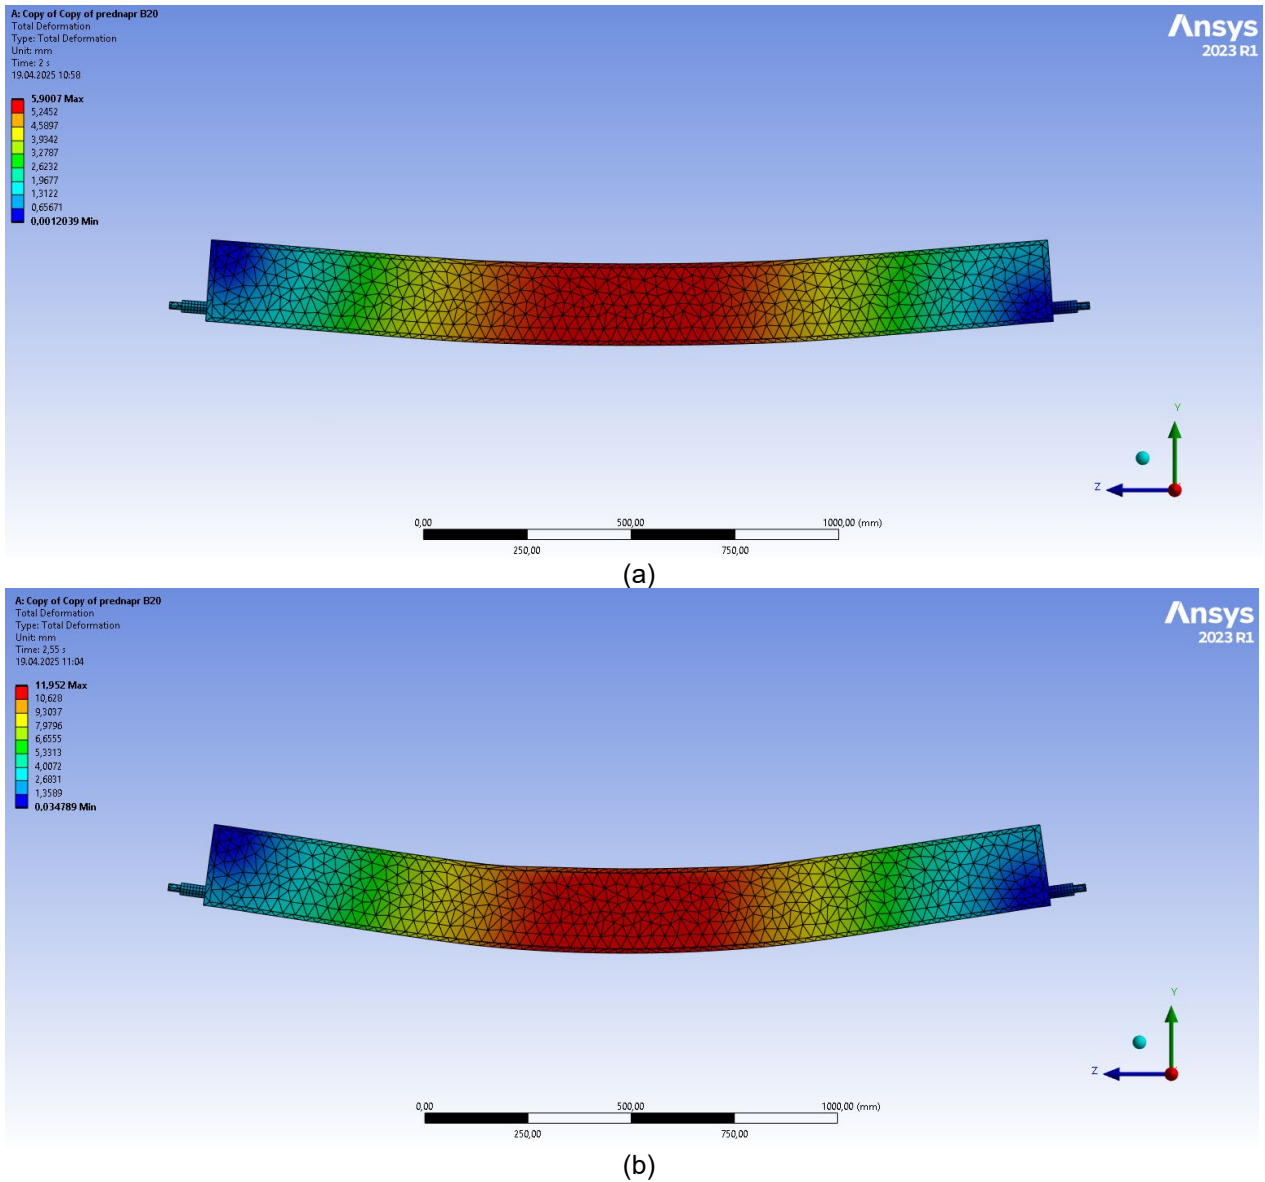 A: Copy of Copy of prednapr B20
Total Deformation
Type: Total Deformation
Unit: mm
Time: 2 s
19.04.2025 10:58
Ansys
2023 R1
5,9007 Max
5,2452
4,5897
3,9342
3,2787
2,6232
1,9677
1,3122
0,65671
0,0012039 Min
Y
Z
0,00 500,00 1000,00 (mm)
250,00 750,00
(a)
A: Copy of Copy of prednapr B20
Total Deformation
Type: Total Deformation
Unit: mm
Time: 2,55 s
19.04.2025 11:04
Ansys
2023 R1
11,952 Max
10,628
9,3037
7,9796
6,6555
5,3313
4,0072
2,6831
1,3589
0,034789 Min
Y
Z
0,00 500,00 1000,00 (mm)
250,00 750,00
(b)